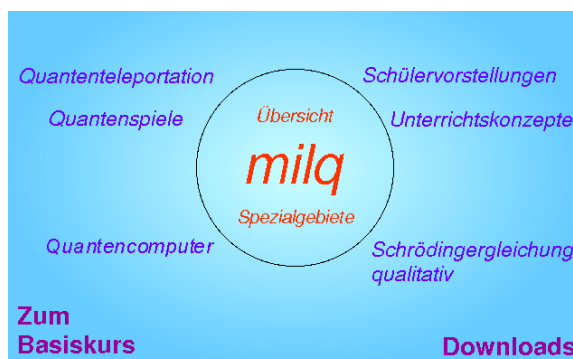 Quantenteleportation
Schülervorstellungen
Quantenspiele
Übersicht
Unterrichtskonzepte
milq
Spezialgebiete
Quantencomputer
Schrödingergleichung
qualitativ
Zum
Basiskurs
Downloads